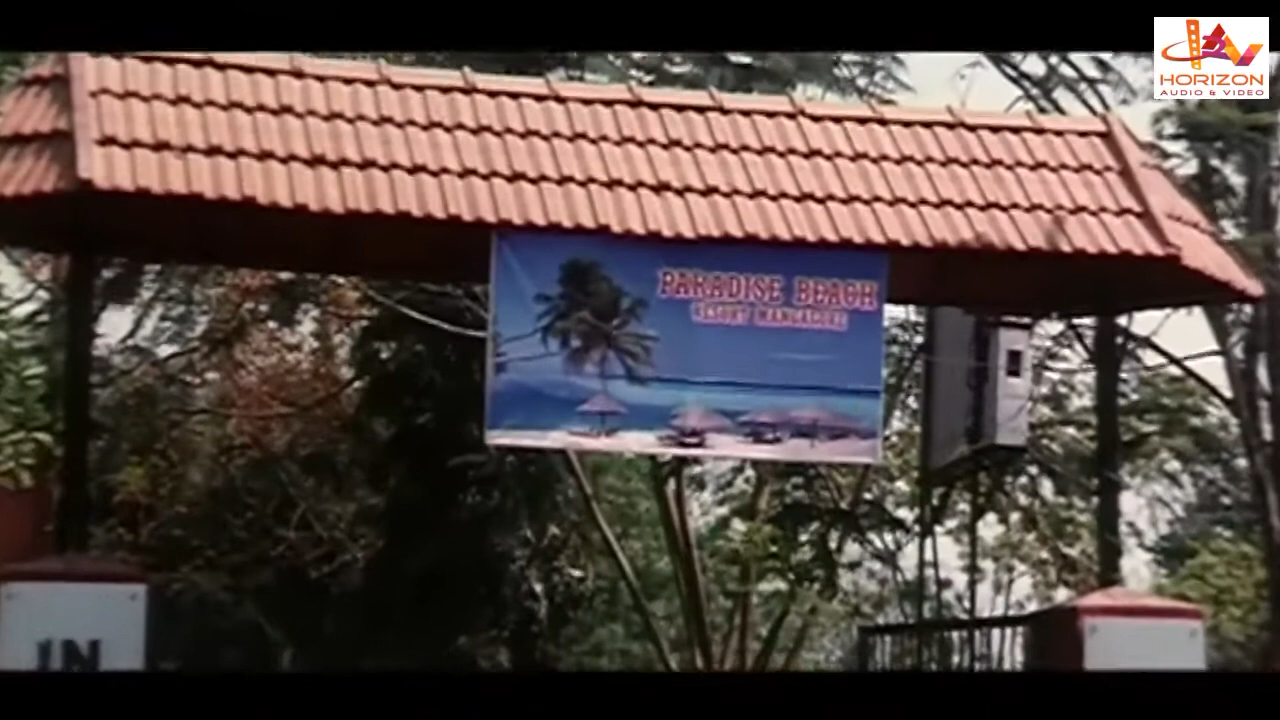 HORIZON
AUDIO & VIDEO
PARADISE BEACH
RESORT MANGALORE
IN